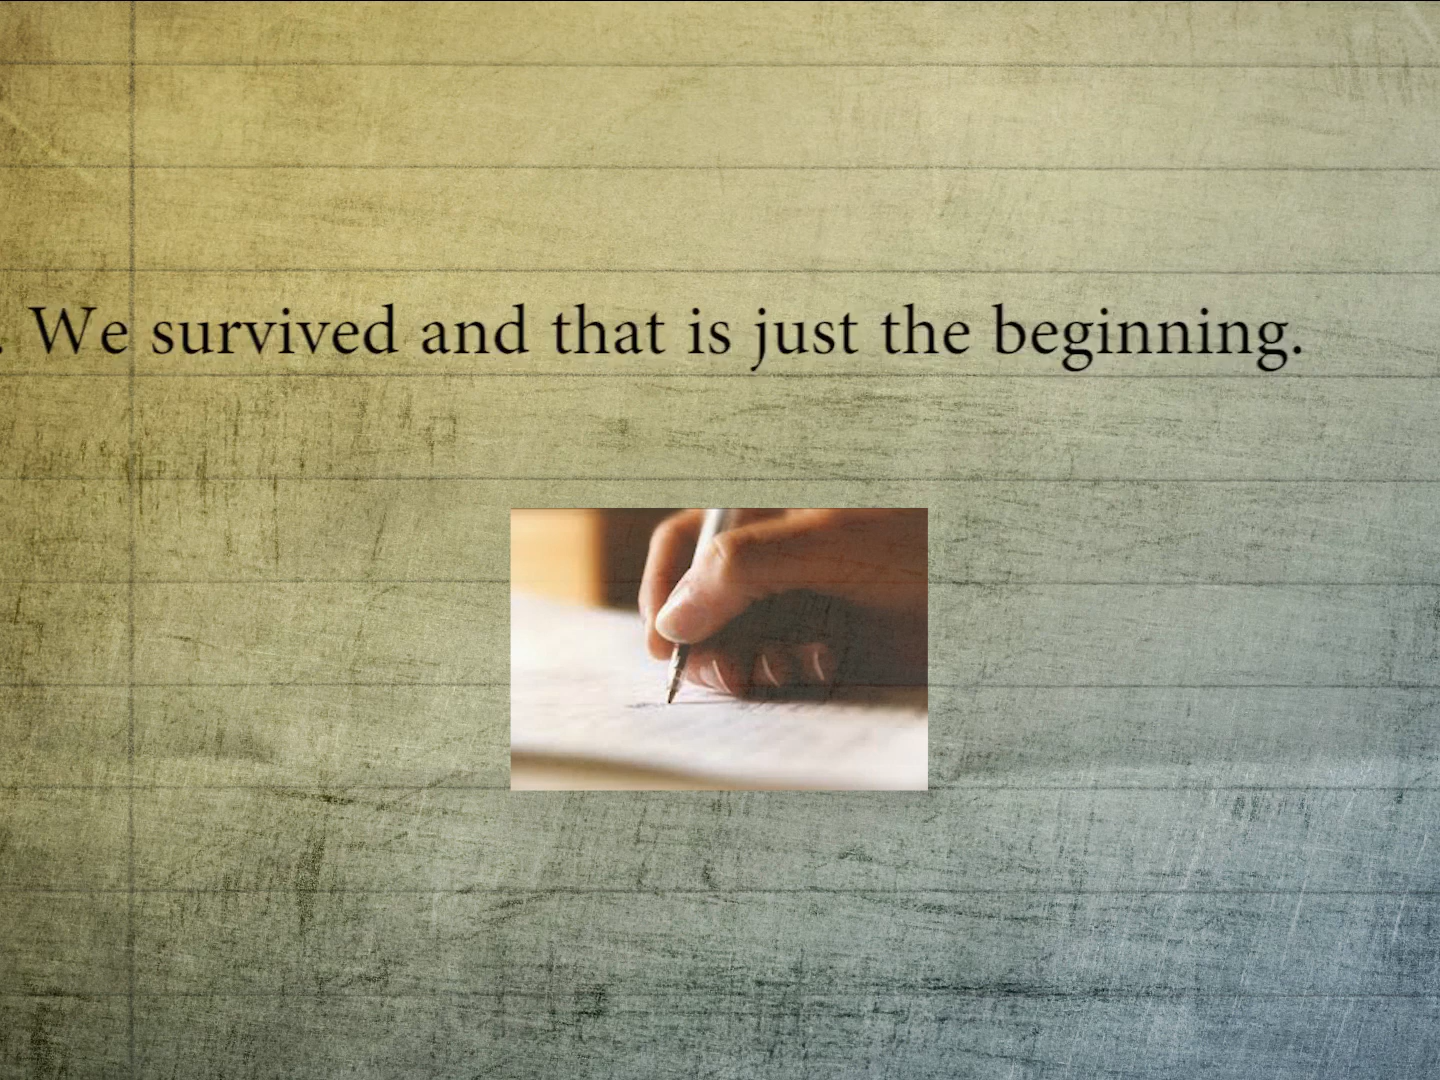 . We survived and that is just the beginning.